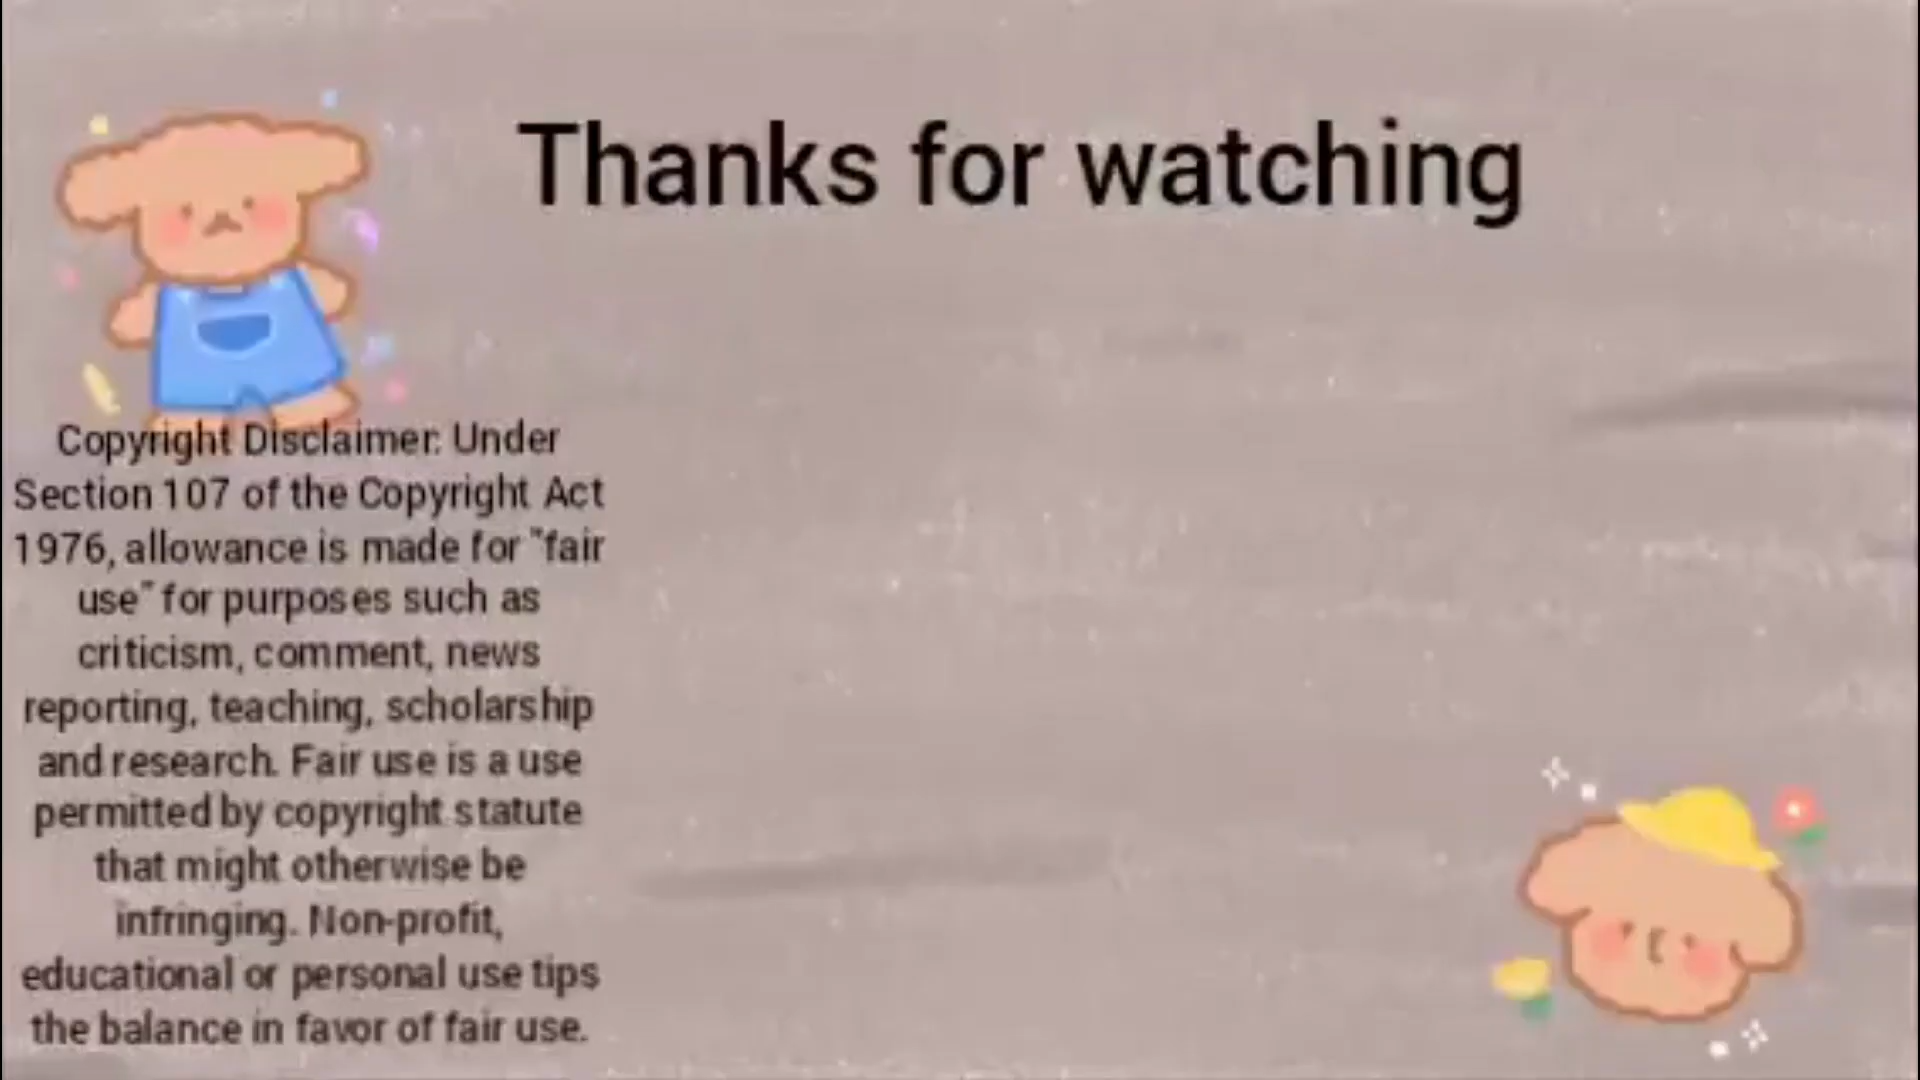 Thanks for watching
Copyright Disclaimer: Under
Section 107 of the Copyright Act
1976, allowance is made for "fair
use" for purposes such as
criticism, comment, news
reporting, teaching, scholarship
and research. Fair use is a use
permitted by copyright statute
that might otherwise be
infringing. Non-profit,
educational or personal use tips
the balance in favor of fair use.